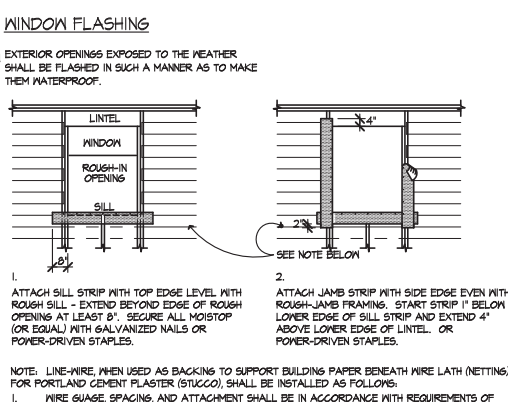 WINDOW FLASHING
EXTERIOR OPENINGS EXPOSED TO THE WEATHER
SHALL BE FLASHED IN SUCH A MANNER AS TO MAKE
THEM WATERPROOF.
LINTEL
WINDOW
ROUGH-IN
OPENING
SILL
8"
4"
2"
SEE NOTE BELOW
1.
ATTACH SILL STRIP WITH TOP EDGE LEVEL WITH
ROUGH SILL - EXTEND BEYOND EDGE OF ROUGH
OPENING AT LEAST 8". SECURE ALL MOISTOP
(OR EQUAL) WITH GALVANIZED NAILS OR
POWER-DRIVEN STAPLES.
2.
ATTACH JAMB STRIP WITH SIDE EDGE EVEN WITH
ROUGH-JAMB FRAMING. START STRIP 1" BELOW
LOWER EDGE OF SILL STRIP AND EXTEND 4"
ABOVE LOWER EDGE OF LINTEL. OR
POWER-DRIVEN STAPLES.
NOTE: LINE-WIRE, WHEN USED AS BACKING TO SUPPORT BUILDING PAPER BENEATH WIRE LATH (NETTING)
FOR PORTLAND CEMENT PLASTER (STUCCO), SHALL BE INSTALLED AS FOLLOWS:
1. WIRE GUAGE, SPACING, AND ATTACHMENT SHALL BE IN ACCORDANCE WITH REQUIREMENTS OF